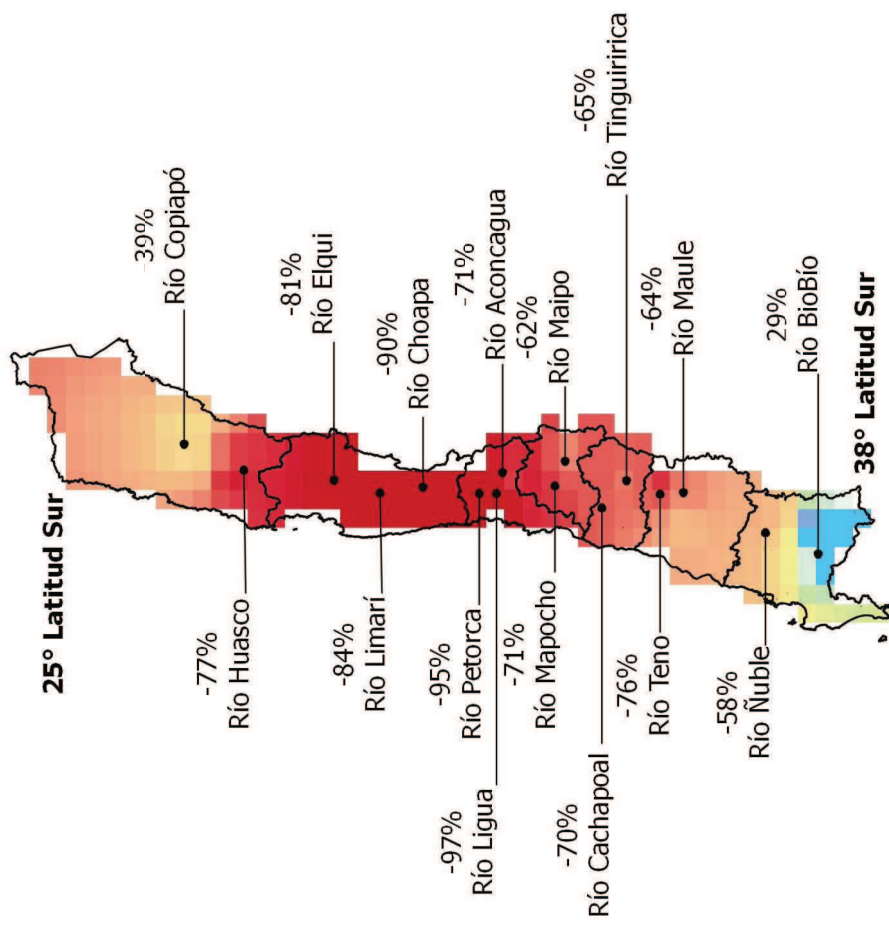 25° Latitud Sur
-39%
Río Copiapó
-77%
Río Huasco
-81%
Río Elqui
-84%
Río Limarí
-90%
Río Choapa
-95%
Río Petorca
-97%
Río Ligua
-71%
Río Aconcagua
-71%
Río Mapocho
-62%
Río Maipo
-70%
Río Cachapoal
-65%
Río Tinguiririca
-76%
Río Teno
-64%
Río Maule
-58%
Río Ñuble
29%
Río BioBío
38° Latitud Sur